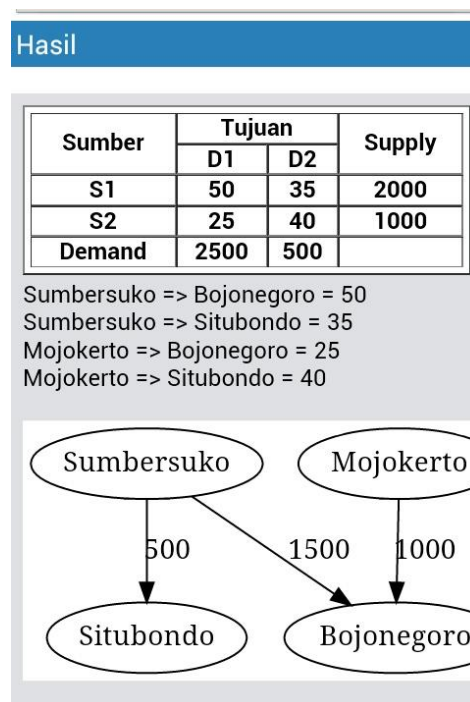 Hasil
Sumber Tujuan Supply
D1 D2
S1 50 35 2000
S2 25 40 1000
Demand 2500 500
Sumbersuko => Bojonegoro = 50
Sumbersuko => Situbondo = 35
Mojokerto => Bojonegoro = 25
Mojokerto => Situbondo = 40
Sumbersuko Mojokerto
500 1500 1000
Situbondo Bojonegoro